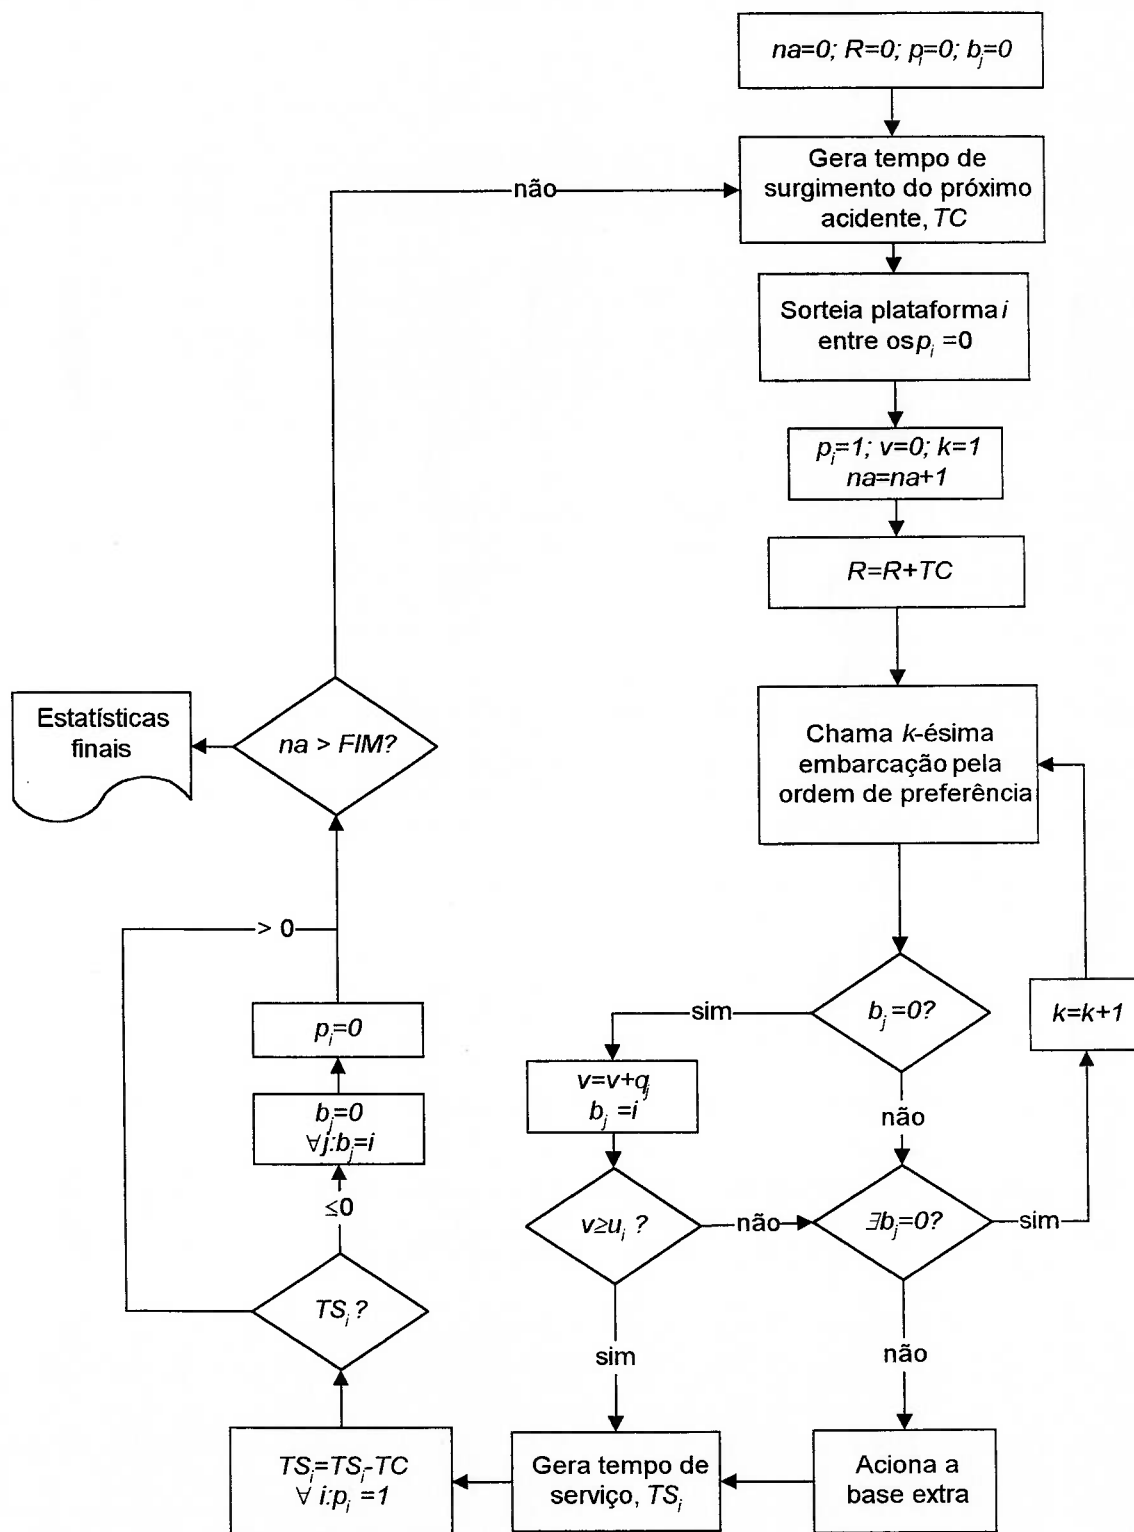 na=0; R=0; pᵢ=0; bⱼ=0
Gera tempo de
surgimento do próximo
acidente, TC
não
Sorteia plataforma i
entre os pᵢ =0
pᵢ=1; v=0; k=1
na=na+1
R=R+TC
Chama k-ésima
embarcação pela
ordem de preferência
Estatísticas
finais
na > FIM?
> 0
bⱼ=0?
sim
k=k+1
pᵢ=0
v=v+qⱼ
bⱼ =i
não
bⱼ=0
∀j:bⱼ=i
≤0
v≥uᵢ ?
não
∃bⱼ=0?
sim
TSᵢ ?
sim
não
TSᵢ=TSᵢ-TC
∀ i:pᵢ =1
Gera tempo de
serviço, TSᵢ
Aciona a
base extra